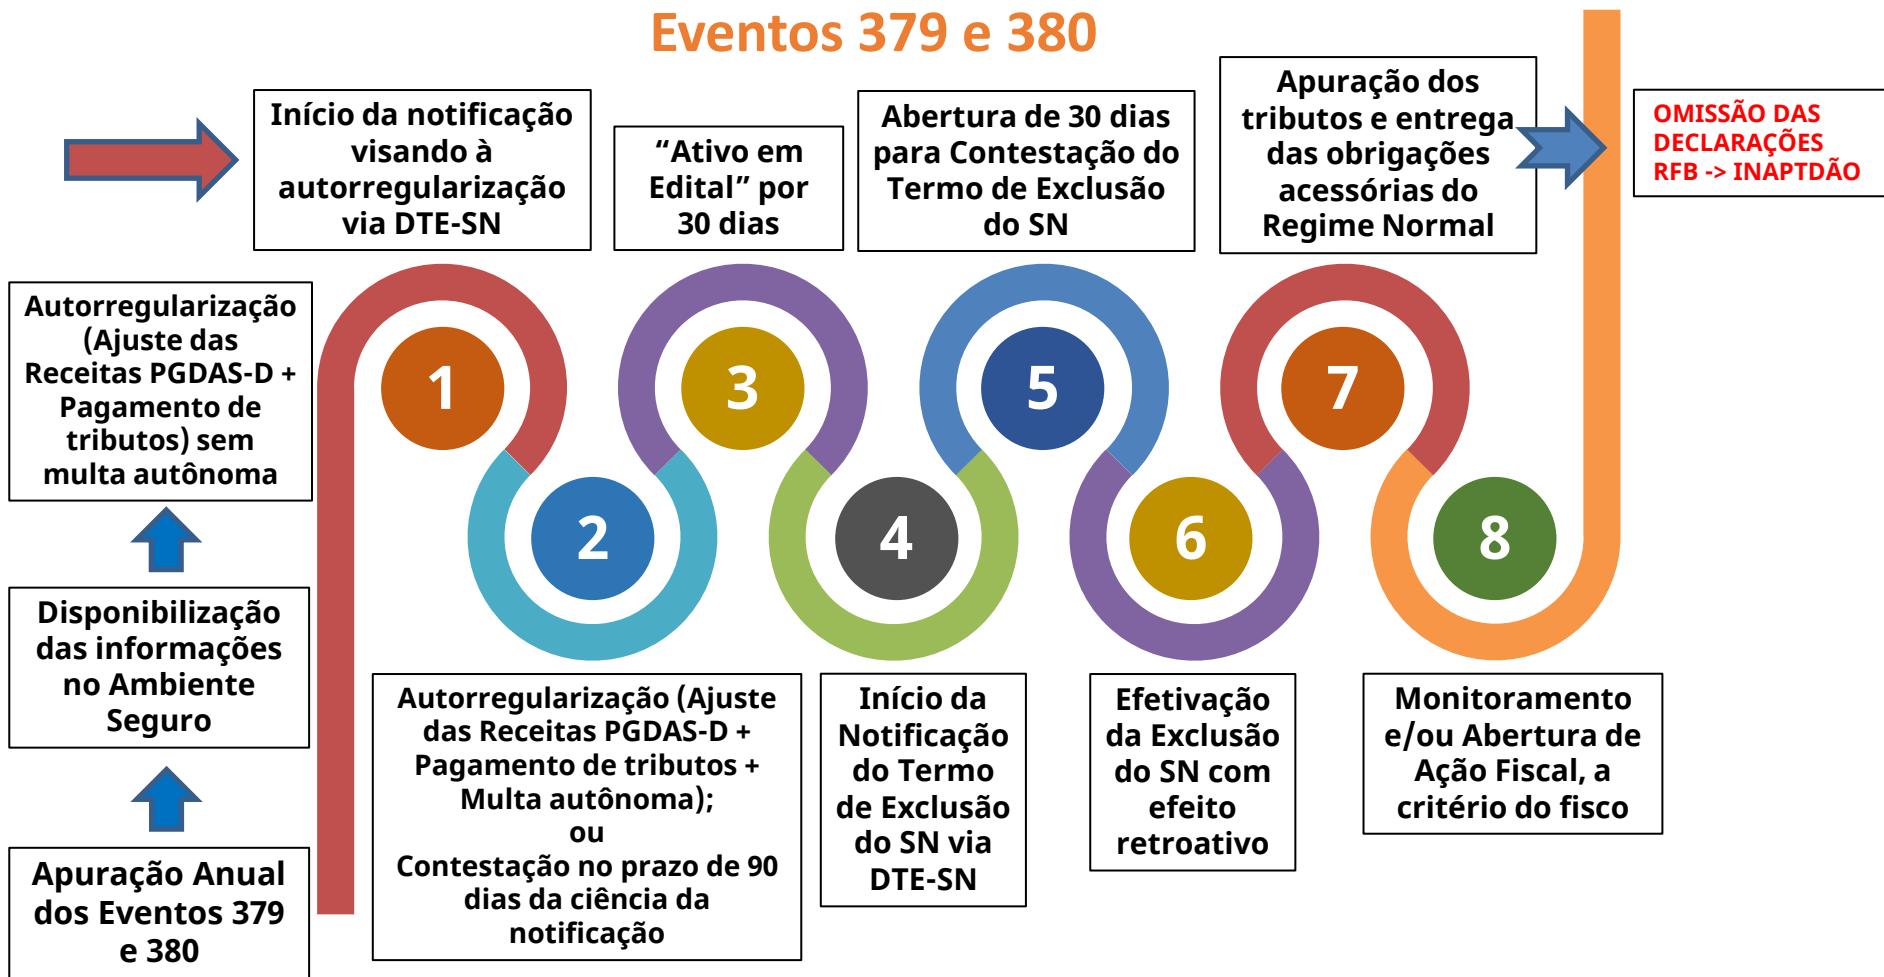 Eventos 379 e 380
Início da notificação
visando à
autorregularização
via DTE-SN
“Ativo em
Edital” por
30 dias
Abertura de 30 dias
para Contestação do
Termo de Exclusão
do SN
Apuração dos
tributos e entrega
das obrigações
acessórias do
Regime Normal
OMISSÃO DAS
DECLARAÇÕES
RFB -> INAPTDÃO
Autorregularização
(Ajuste das
Receitas PGDAS-D +
Pagamento de
tributos) sem
multa autônoma
Disponibilização
das informações
no Ambiente
Seguro
Apuração Anual
dos Eventos 379
e 380
1
2
3
4
5
6
7
8
Autorregularização (Ajuste
das Receitas PGDAS-D +
Pagamento de tributos +
Multa autônoma);
ou
Contestação no prazo de 90
dias da ciência da
notificação
Início da
Notificação
do Termo
de Exclusão
do SN via
DTE-SN
Efetivação
da Exclusão
do SN com
efeito
retroativo
Monitoramento
e/ou Abertura de
Ação Fiscal, a
critério do fisco